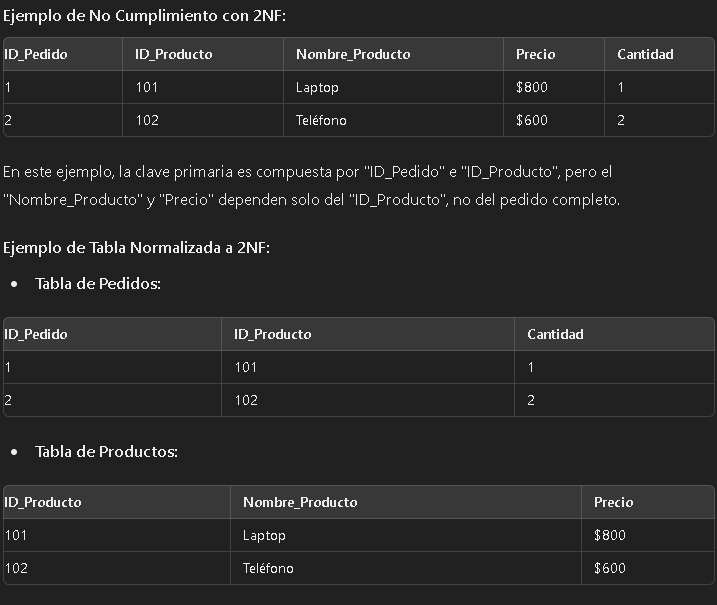 Ejemplo de No Cumplimiento con 2NF:
ID_Pedido ID_Producto Nombre_Producto Precio Cantidad
1 101 Laptop $800 1
2 102 Teléfono $600 2
En este ejemplo, la clave primaria es compuesta por "ID_Pedido" e "ID_Producto", pero el
"Nombre_Producto" y "Precio" dependen solo del "ID_Producto", no del pedido completo.
Ejemplo de Tabla Normalizada a 2NF:
• Tabla de Pedidos:
ID_Pedido ID_Producto Cantidad
1 101 1
2 102 2
• Tabla de Productos:
ID_Producto Nombre_Producto Precio
101 Laptop $800
102 Teléfono $600